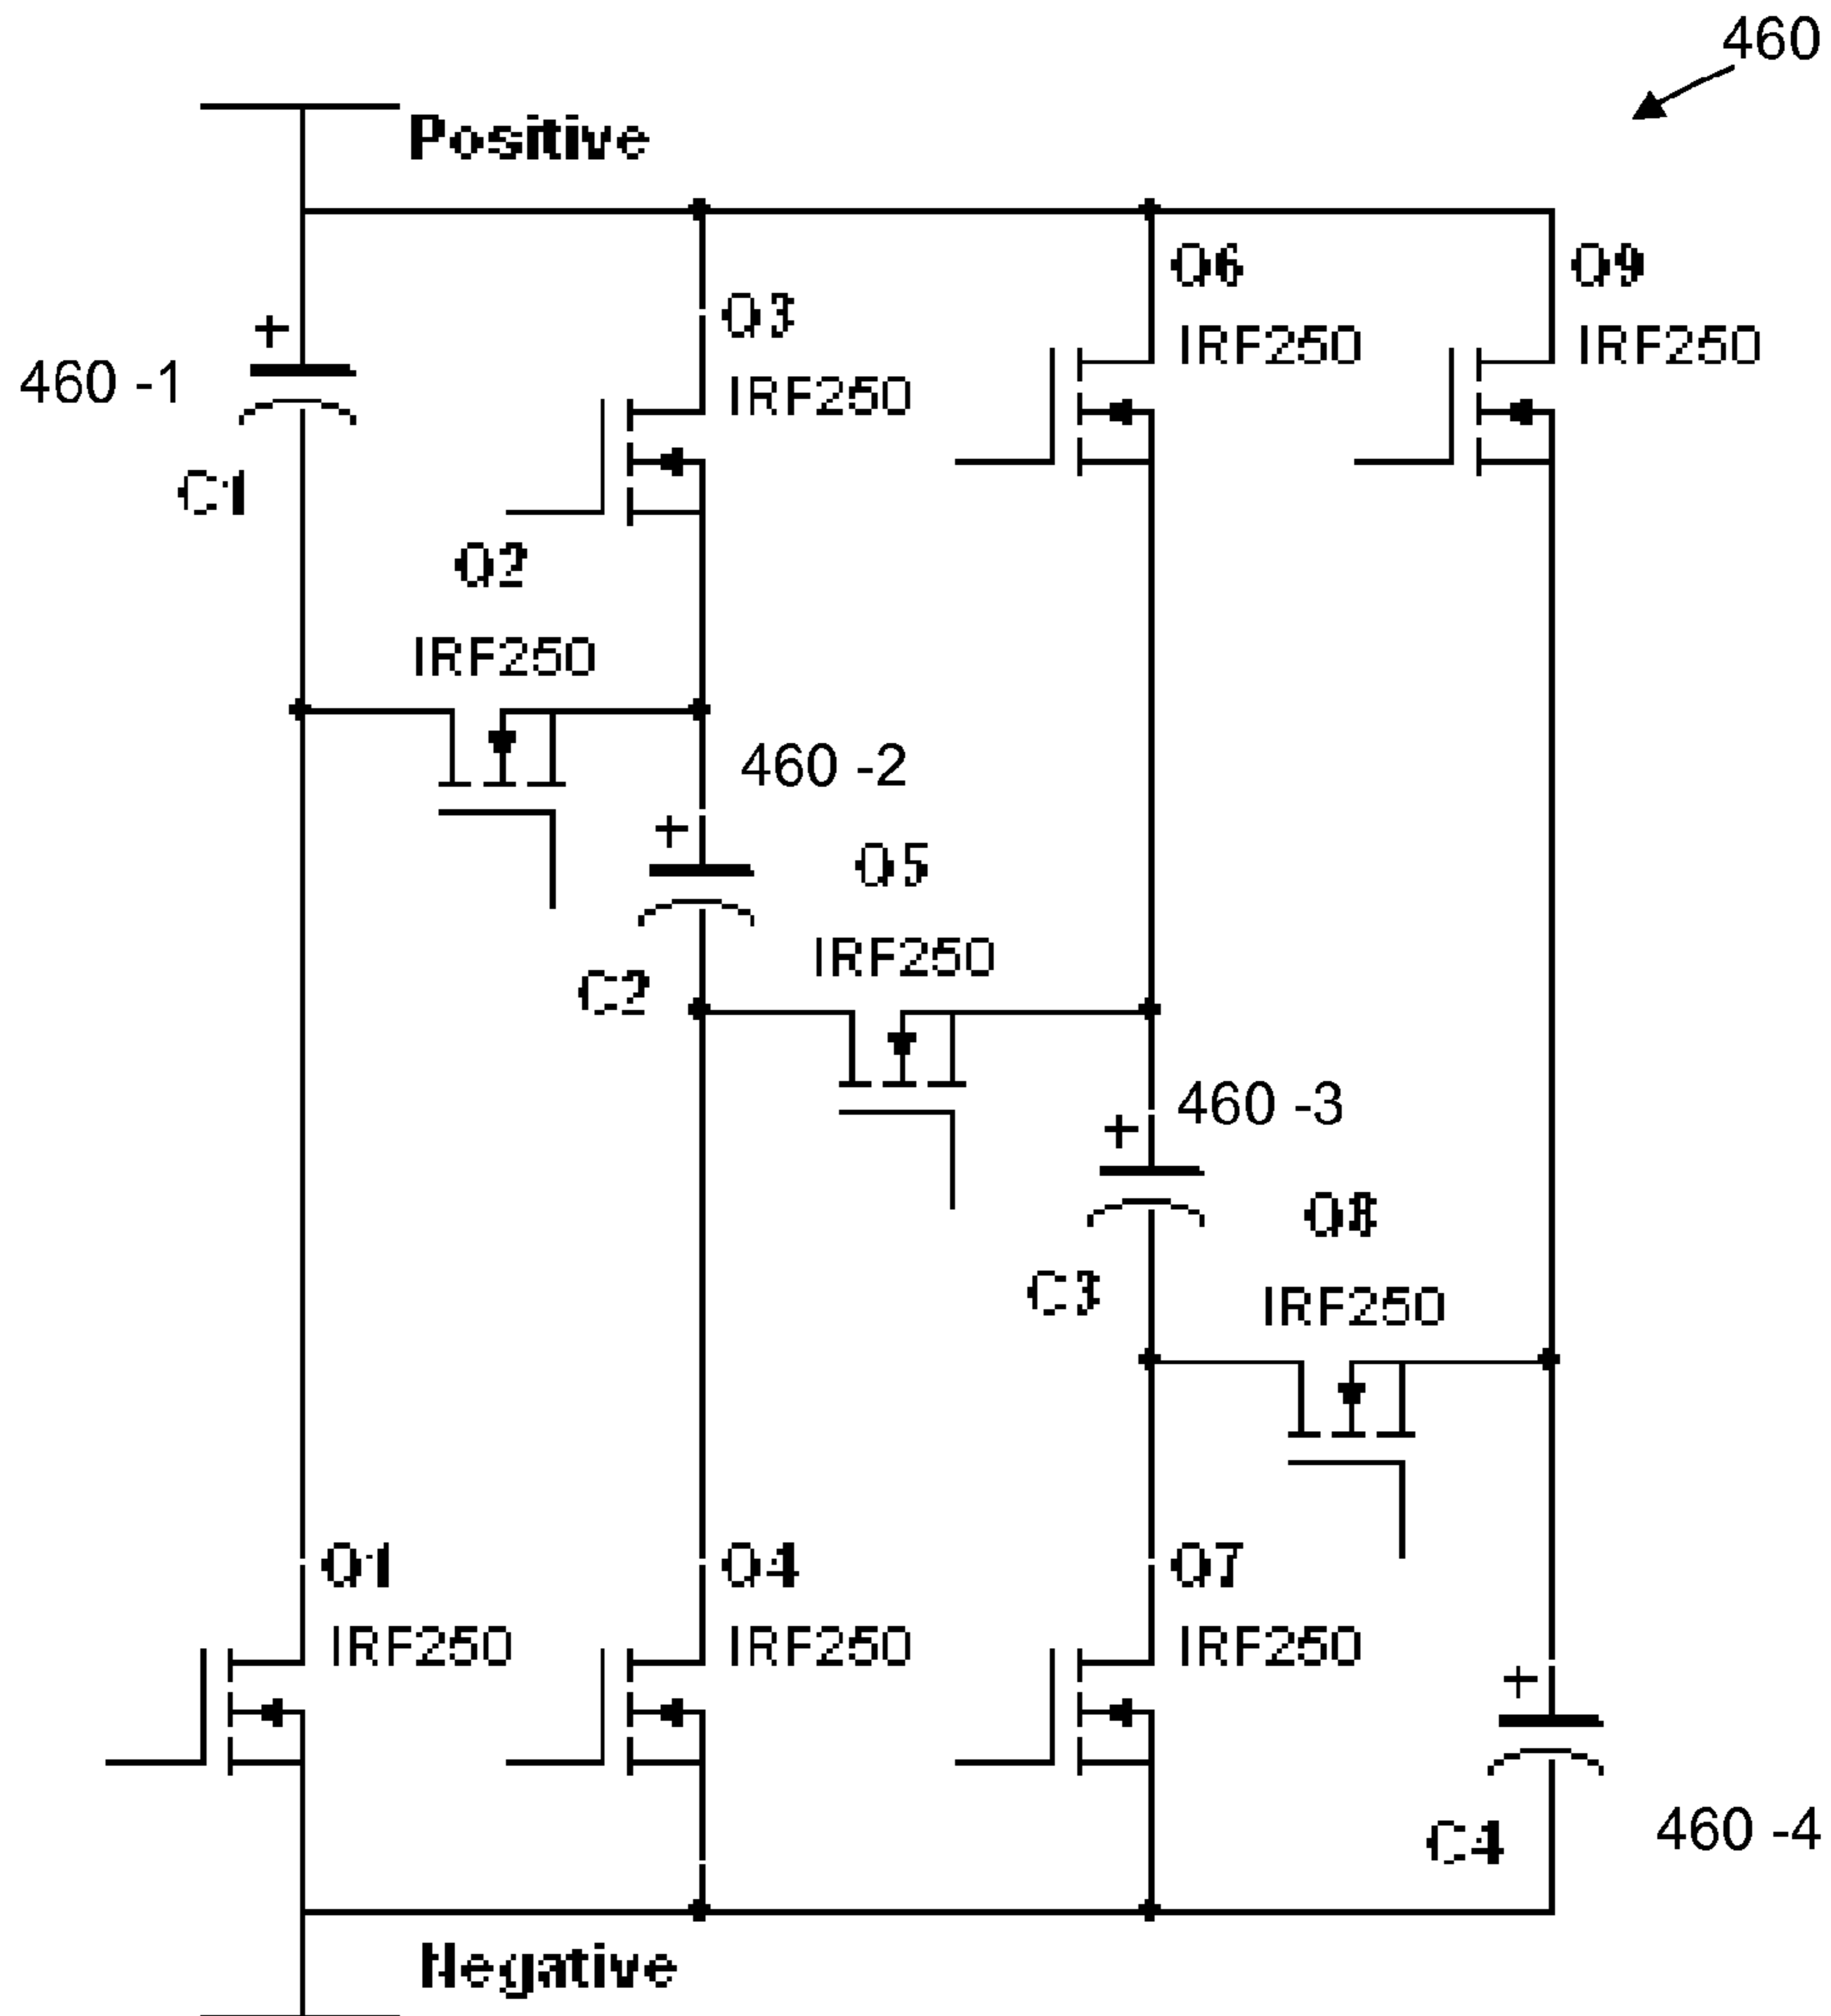 460
Positive
Q6
Q9
Q3
IRF250
IRF250
+
460 -1
IRF250
C1
Q2
IRF250
460 -2
+
Q5
IRF250
C2
460 -3
+
Q8
C3
IRF250
Q1
Q4
Q7
IRF250
IRF250
IRF250
+
460 -4
C4
Negative